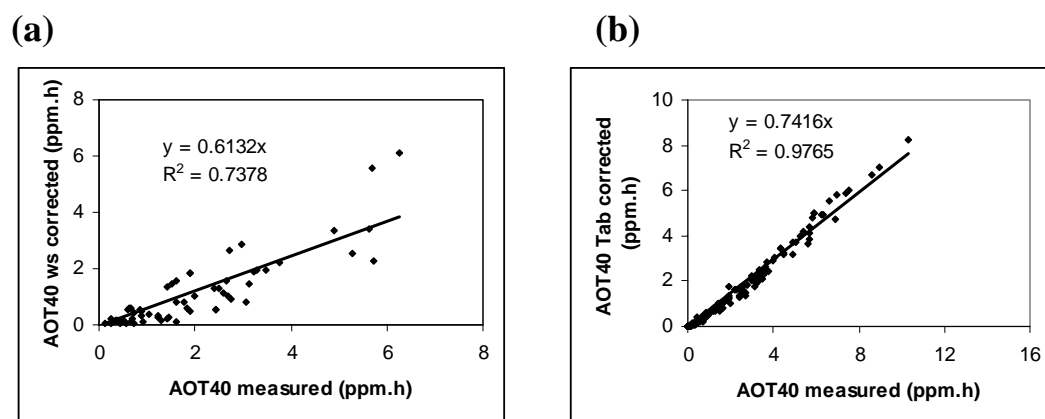 (a)
AOT40 ws corrected (ppm.h)
8
6
4
2
0
y = 0.6132x
R² = 0.7378
0 2 4 6 8
AOT40 measured (ppm.h)
(b)
AOT40 Tab corrected
(ppm.h)
10
8
6
4
2
0
y = 0.7416x
R² = 0.9765
0 4 8 12 16
AOT40 measured (ppm.h)